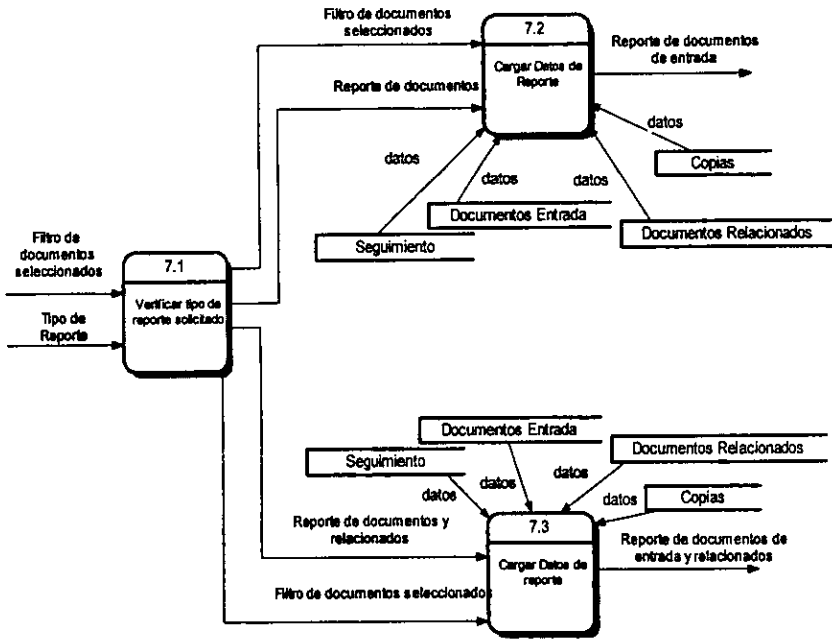 Filtro de documentos
seleccionados
7.2
Cargar Datos de
Reporte
Reporte de documentos
de entrada
Reporte de documentos
datos
datos
datos
datos
Copias
Documentos Entrada
Documentos Relacionados
Seguimiento
Filtro de
documentos
seleccionados
7.1
Verificar tipo de
reporte solicitado
Tipo de
Reporte
Documentos Entrada
Documentos Relacionados
Seguimiento
datos
datos
datos
datos
Copias
7.3
Cargar Datos de
reporte
Reporte de documentos y
relacionados
Reporte de documentos de
entrada y relacionados
Filtro de documentos seleccionado